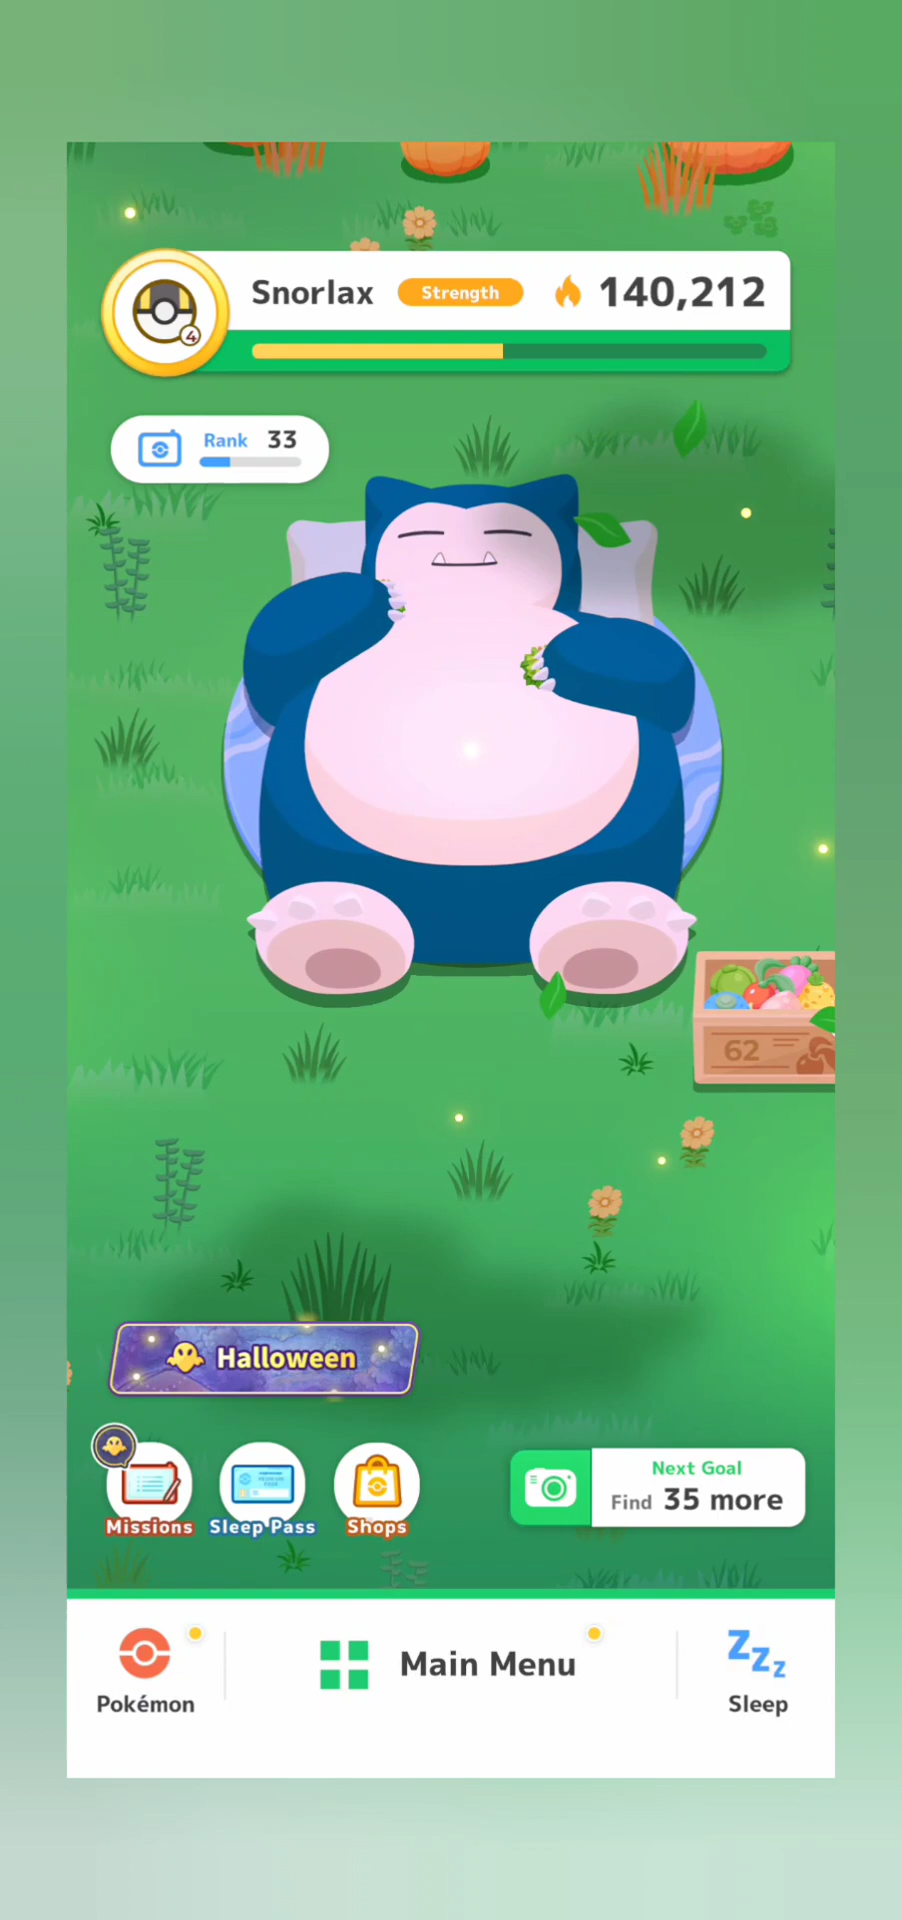 Snorlax Strength 140,212
4
Rank 33
62
Halloween
Next Goal
Find 35 more
Missions Sleep Pass Shops
Main Menu
Pokémon
Sleep